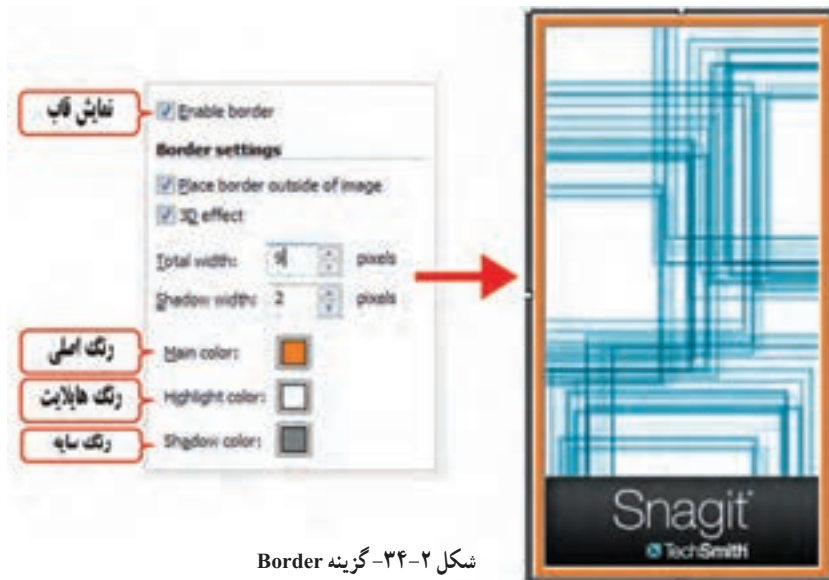 نمایش قاب
Enable border
Border settings
Place border outside of image
3D effect
Total width: 9 pixels
Shadow width: 2 pixels
رنگ اصلی
Main color:
رنگ هایلایت
Highlight color:
رنگ سایه
Shadow color:
Snagit
TechSmith
شکل ۲-۳۴- گزینه Border